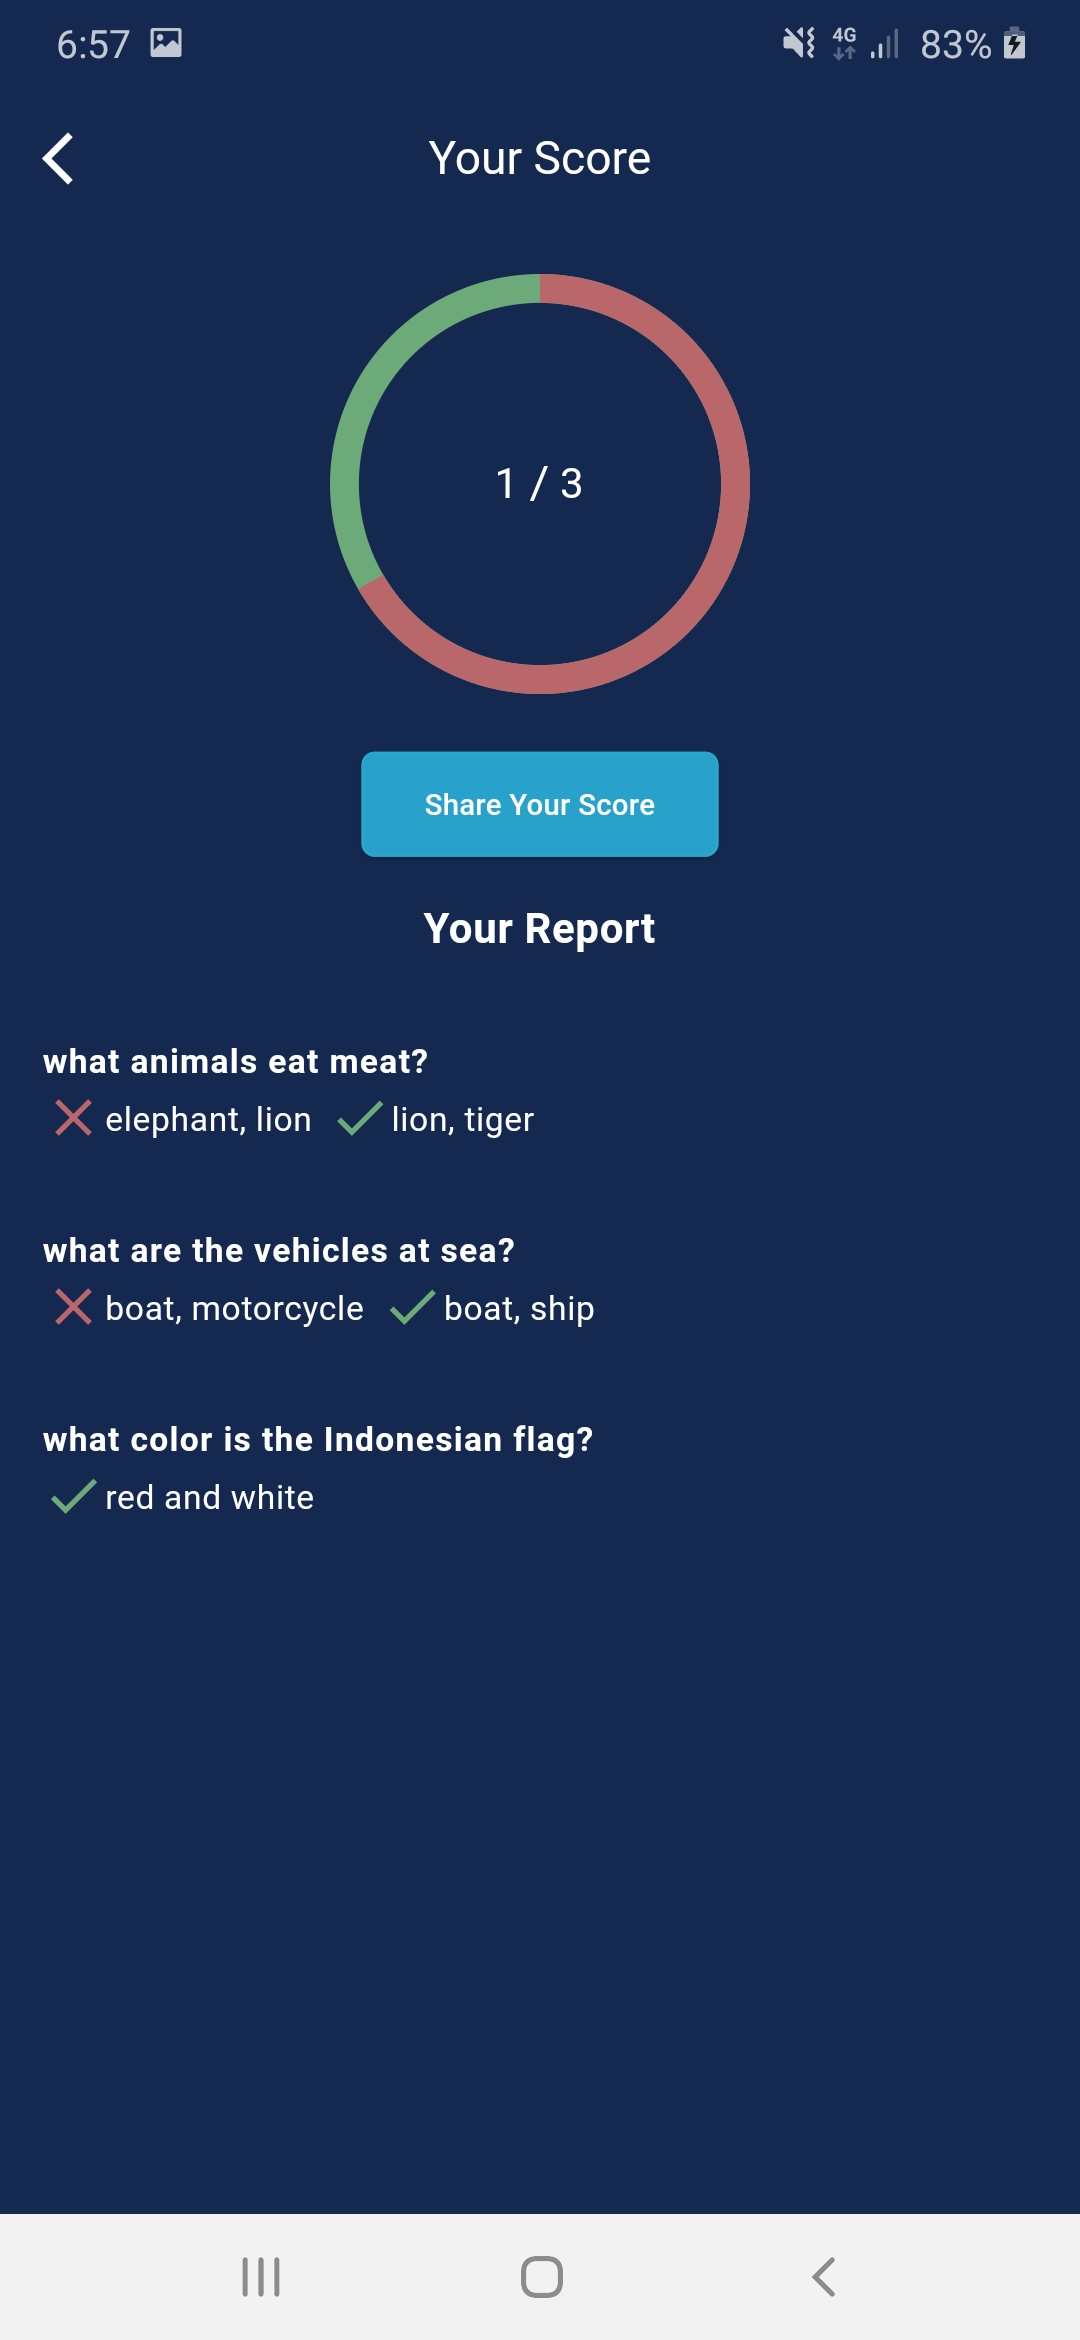 6:57
4G 83%
Your Score
1 / 3
Share Your Score
Your Report
what animals eat meat?
elephant, lion lion, tiger
what are the vehicles at sea?
boat, motorcycle boat, ship
what color is the Indonesian flag?
red and white